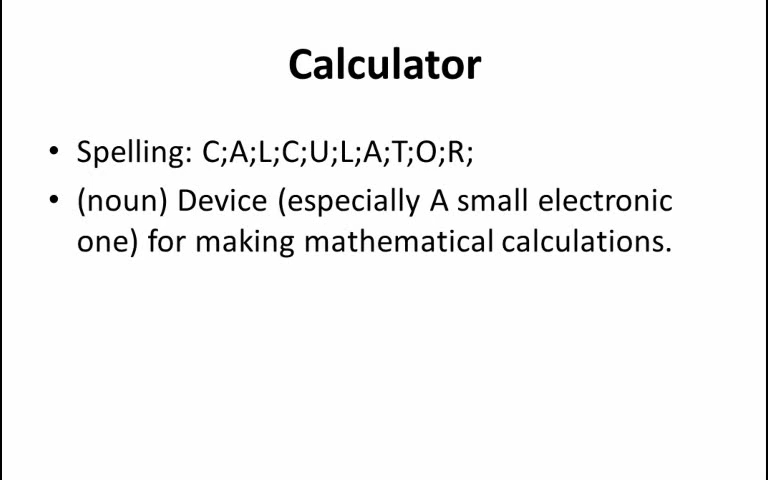 Calculator
• Spelling: C;A;L;C;U;L;A;T;O;R;
• (noun) Device (especially A small electronic
one) for making mathematical calculations.